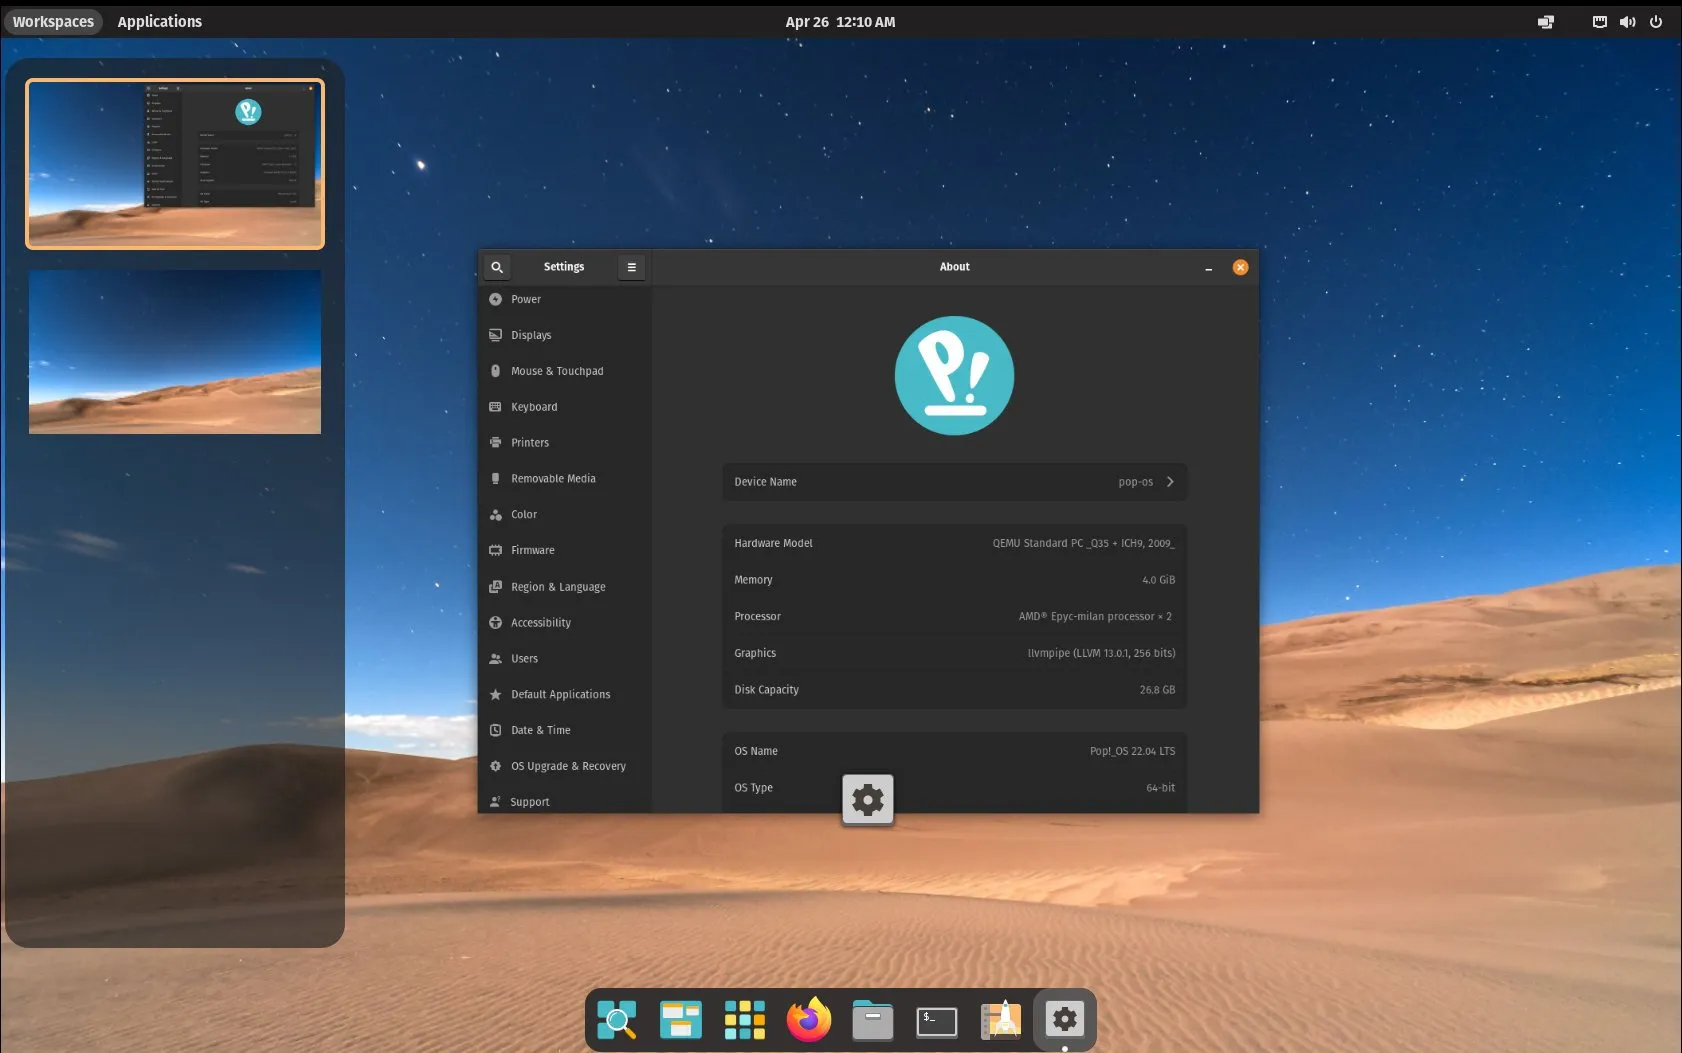 Workspaces Applications Apr 26 12:10 AM
Settings About
Power
Displays
Mouse & Touchpad
Keyboard
Printers
Removable Media
Color
Firmware
Region & Language
Accessibility
Users
Default Applications
Date & Time
OS Upgrade & Recovery
Support
P!
Device Name pop-os
Hardware Model QEMU Standard PC _Q35 + ICH9, 2009_
Memory 4.0 GiB
Processor AMD® Epyc-milan processor × 2
Graphics llvmpipe (LLVM 13.0.1, 256 bits)
Disk Capacity 26.8 GB
OS Name Pop!_OS 22.04 LTS
OS Type 64-bit
$_